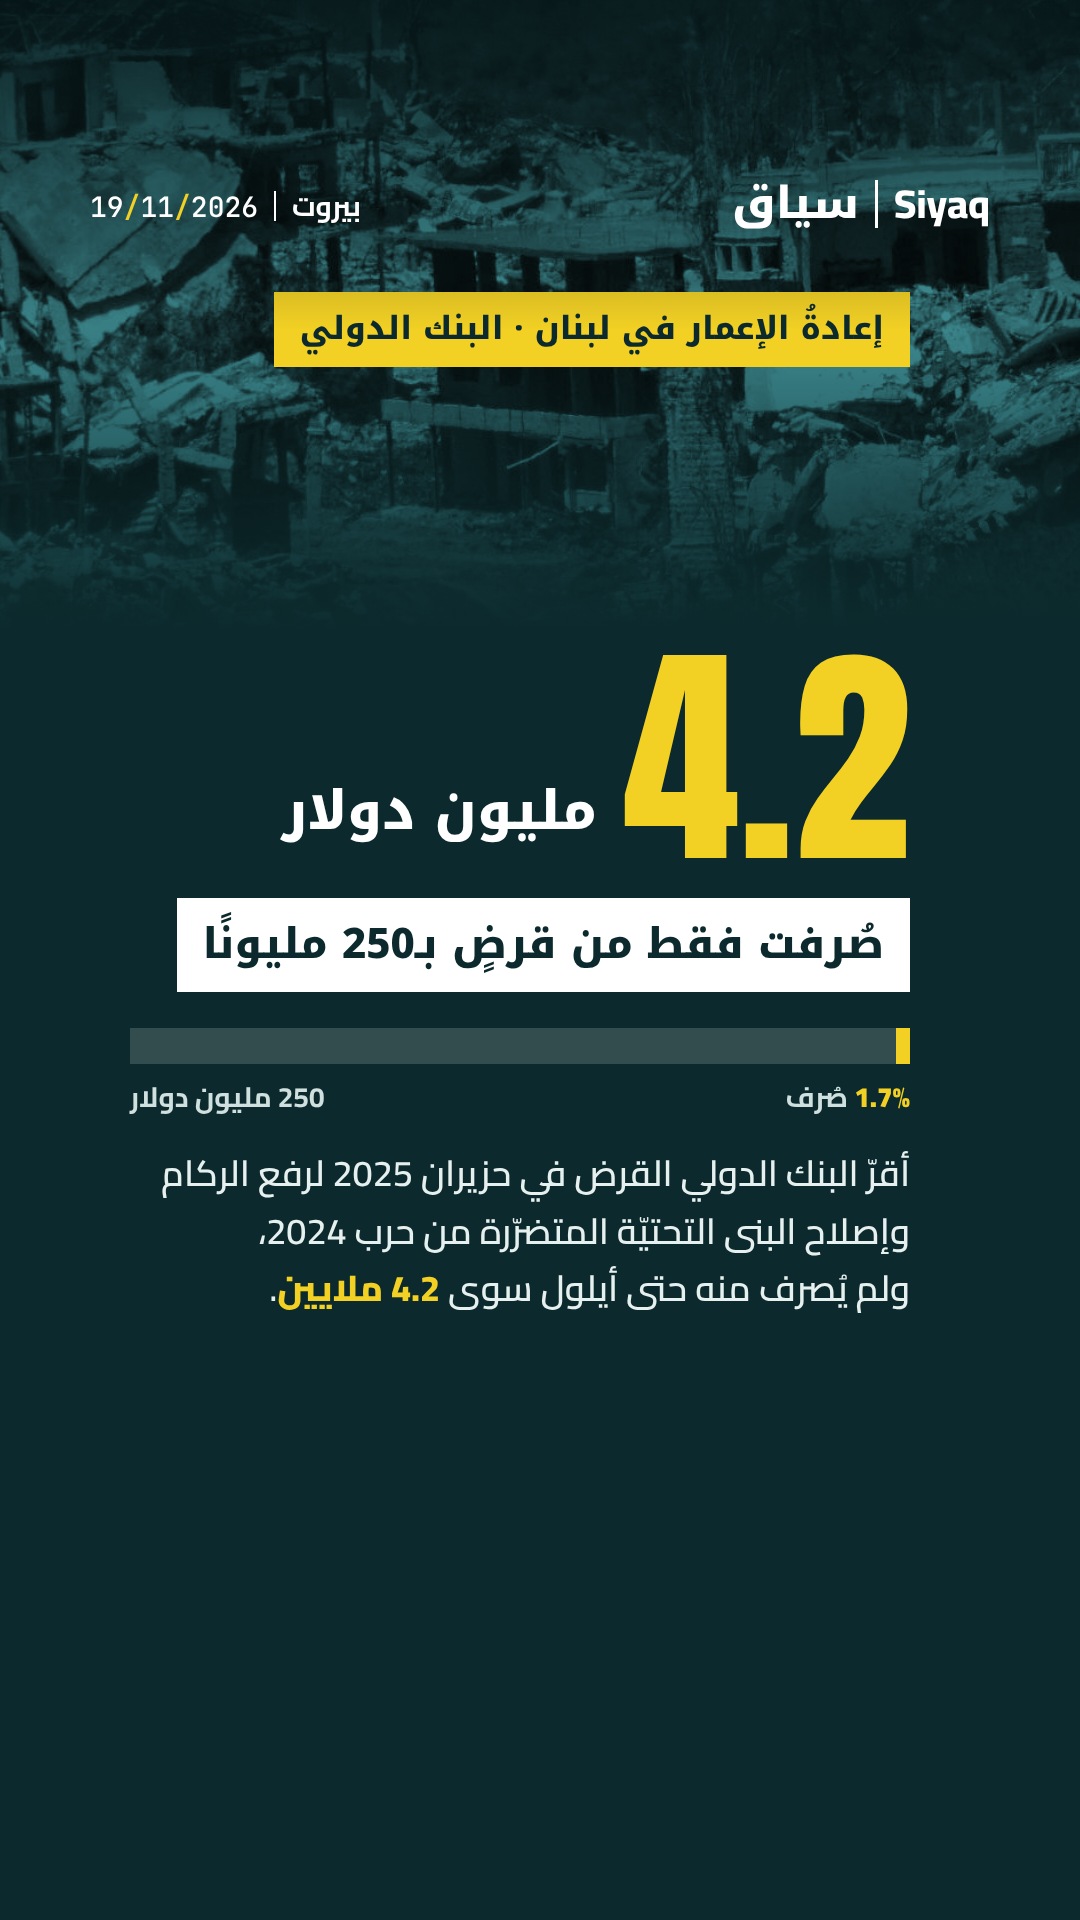 Siyaq | سياق
بيروت | 19/11/2026
إعادةُ الإعمار في لبنان · البنك الدولي
4.2 مليون دولار
صُرفت فقط من قرضٍ بـ250 مليونًا
1.7% صُرف
250 مليون دولار
أقرّ البنك الدولي القرض في حزيران 2025 لرفع الركام
وإصلاح البنى التحتيّة المتضرّرة من حرب 2024،
ولم يُصرف منه حتى أيلول سوى 4.2 ملايين.